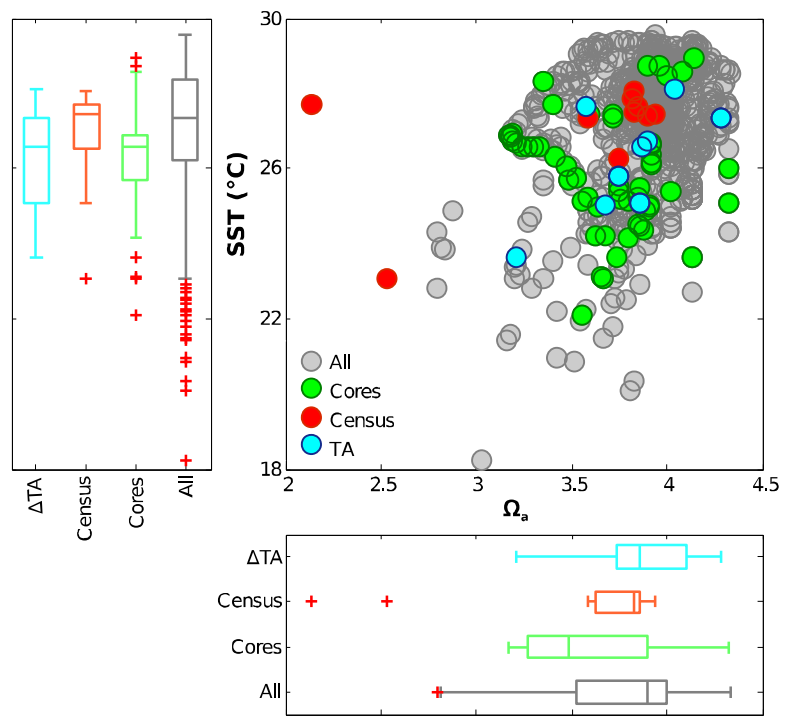 30
26
22
18
SST (°C)
All
Cores
Census
TA
2
2.5
3
3.5
4
4.5
Ωa
ΔTA
Census
Cores
All
ΔTA
Census
Cores
All